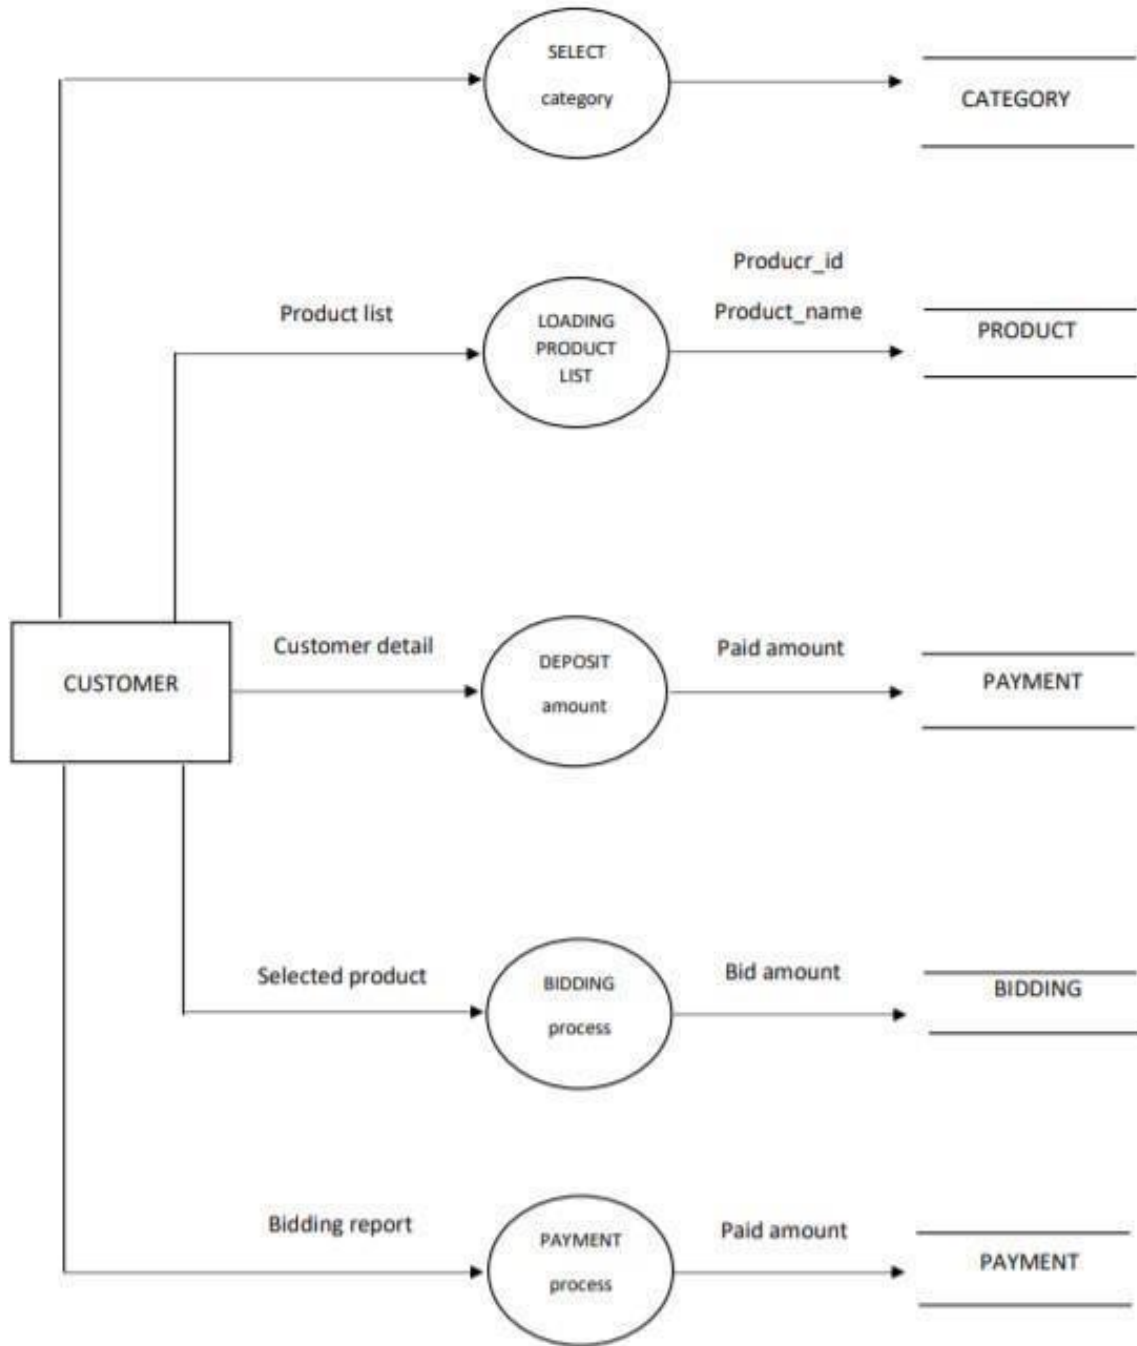 SELECT
category
CATEGORY
Producr_id
Product list
Product_name
LOADING
PRODUCT
LIST
PRODUCT
CUSTOMER
Customer detail
DEPOSIT
amount
Paid amount
PAYMENT
Selected product
BIDDING
process
Bid amount
BIDDING
Bidding report
PAYMENT
process
Paid amount
PAYMENT